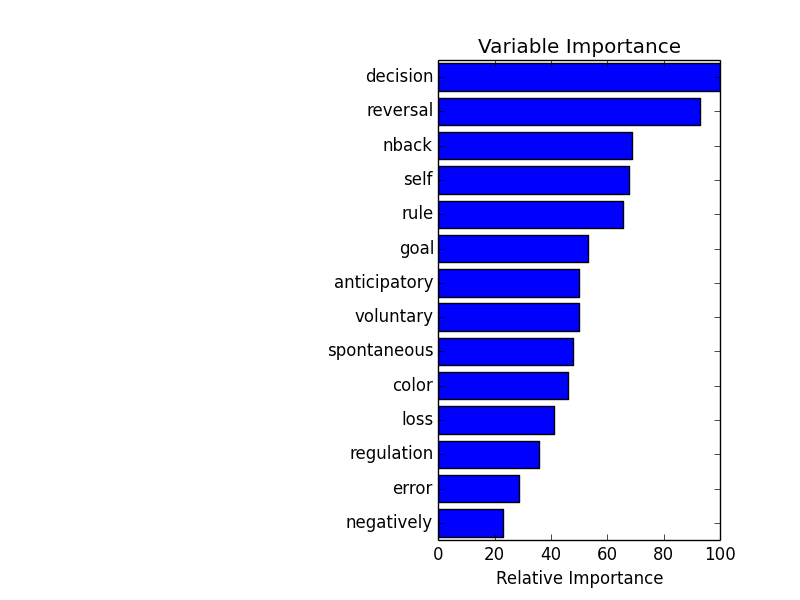 Variable Importance
decision
reversal
nback
self
rule
goal
anticipatory
voluntary
spontaneous
color
loss
regulation
error
negatively
0 20 40 60 80 100
Relative Importance